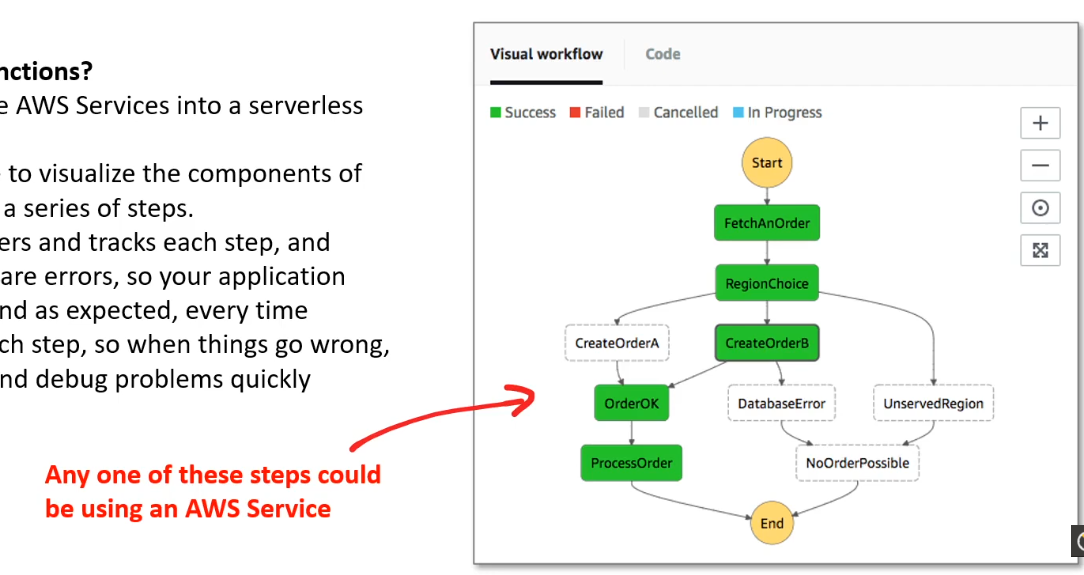 nctions?
e AWS Services into a serverless
to visualize the components of
a series of steps.
ers and tracks each step, and
are errors, so your application
nd as expected, every time
ch step, so when things go wrong,
nd debug problems quickly
Any one of these steps could
be using an AWS Service
Visual workflow Code
Success Failed Cancelled In Progress
Start
FetchAnOrder
RegionChoice
CreateOrderA CreateOrderB
OrderOK DatabaseError UnservedRegion
ProcessOrder NoOrderPossible
End